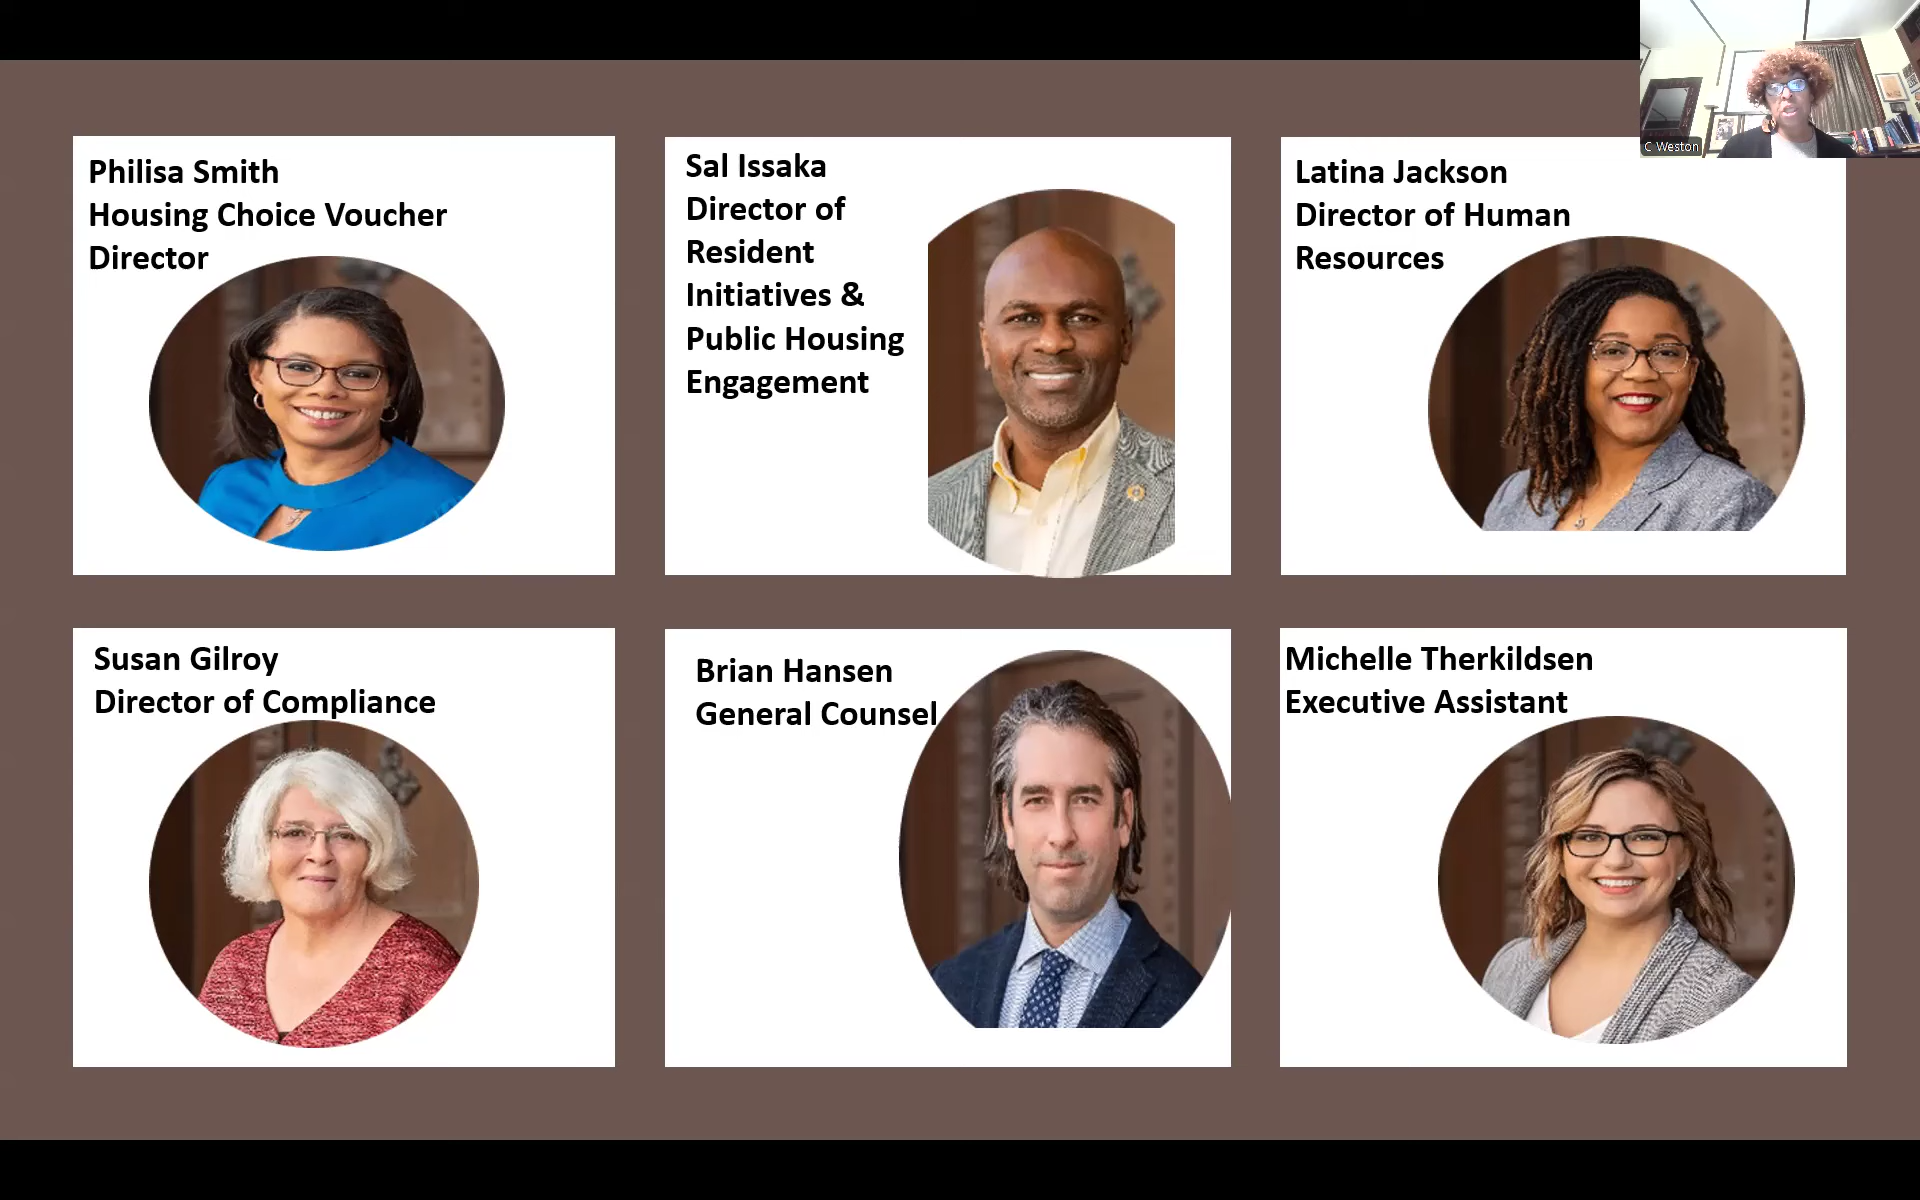 C Weston
Philisa Smith
Housing Choice Voucher
Director
Sal Issaka
Director of
Resident
Initiatives &
Public Housing
Engagement
Latina Jackson
Director of Human
Resources
Susan Gilroy
Director of Compliance
Brian Hansen
General Counsel
Michelle Therkildsen
Executive Assistant